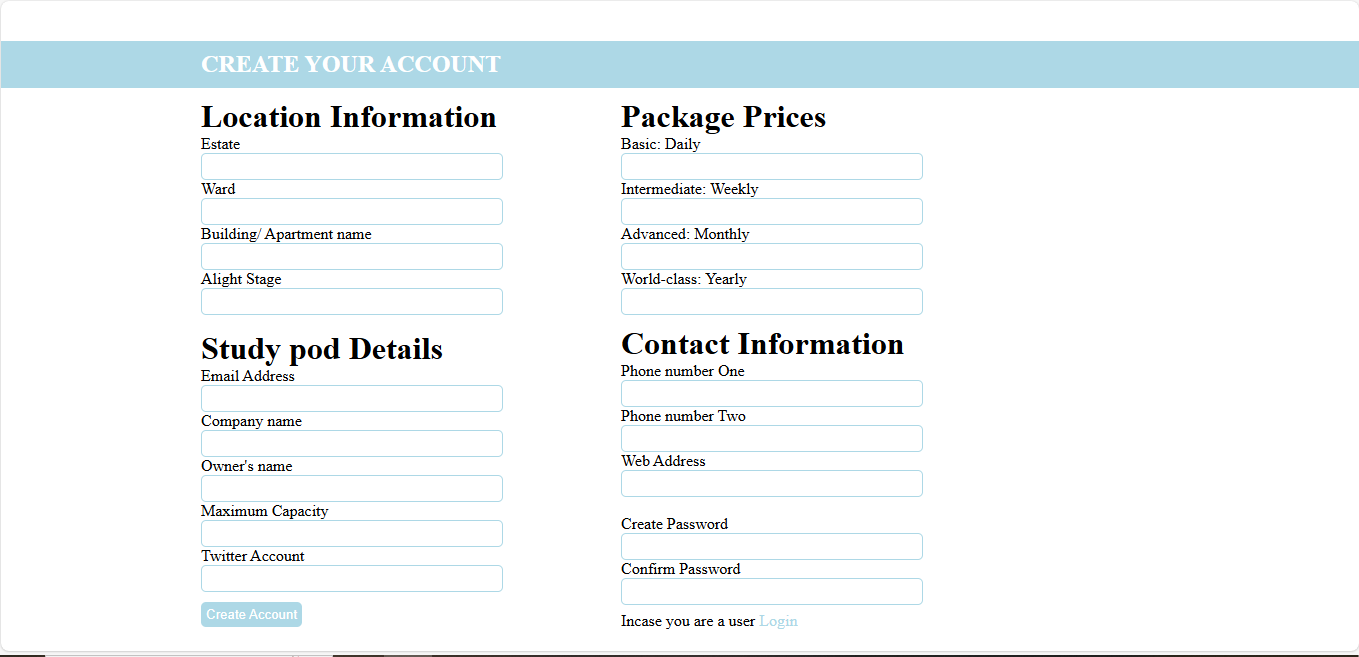 CREATE YOUR ACCOUNT
Location Information
Estate
Ward
Building/ Apartment name
Alight Stage
Study pod Details
Email Address
Company name
Owner's name
Maximum Capacity
Twitter Account
Create Account
Package Prices
Basic: Daily
Intermediate: Weekly
Advanced: Monthly
World-class: Yearly
Contact Information
Phone number One
Phone number Two
Web Address
Create Password
Confirm Password
Incase you are a user Login